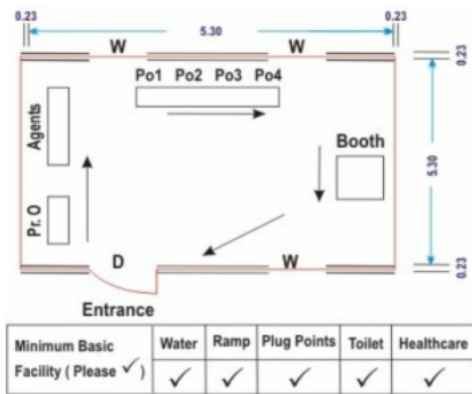 0.23 5.30 0.23
W W
Po1 Po2 Po3 Po4
0.23
Agents
Booth
5.30
Pr. O
D W
0.23
Entrance
Minimum Basic Facility ( Please ✓ ) Water Ramp Plug Points Toilet Healthcare
✓ ✓ ✓ ✓ ✓